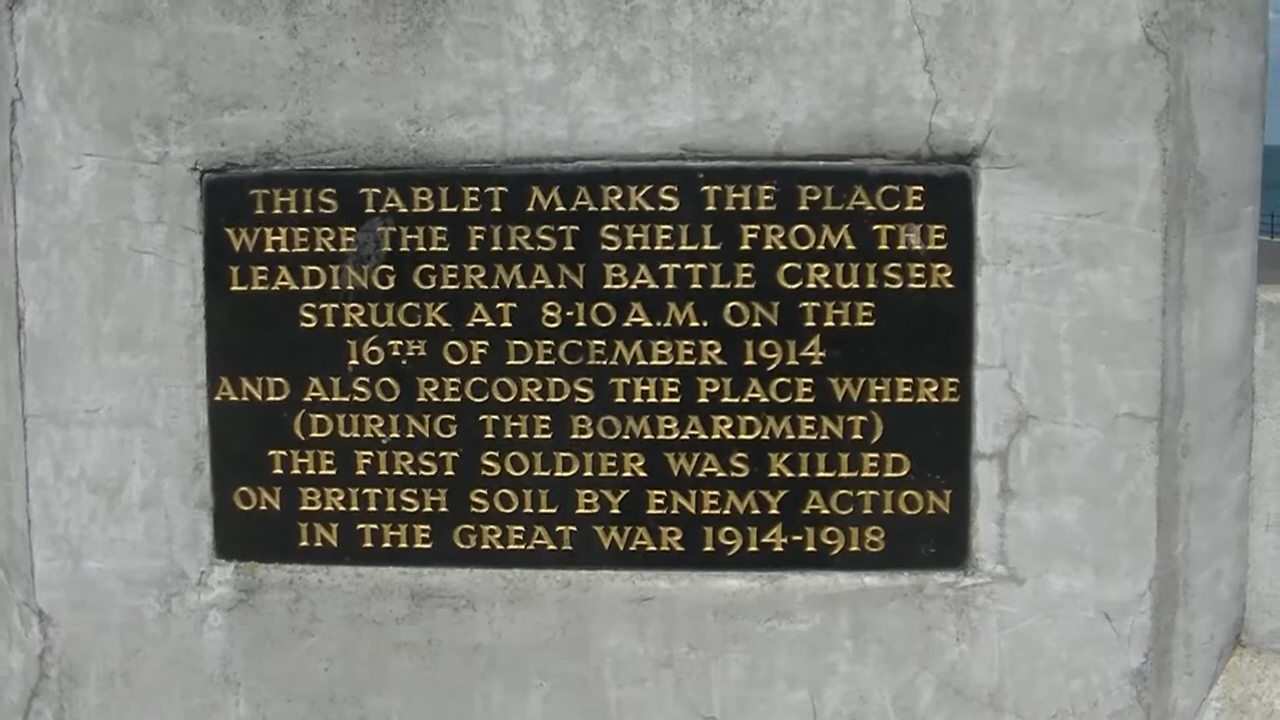 THIS TABLET MARKS THE PLACE
WHERE THE FIRST SHELL FROM THE
LEADING GERMAN BATTLE CRUISER
STRUCK AT 8-10 A.M. ON THE
16TH OF DECEMBER 1914
AND ALSO RECORDS THE PLACE WHERE
(DURING THE BOMBARDMENT)
THE FIRST SOLDIER WAS KILLED
ON BRITISH SOIL BY ENEMY ACTION
IN THE GREAT WAR 1914-1918